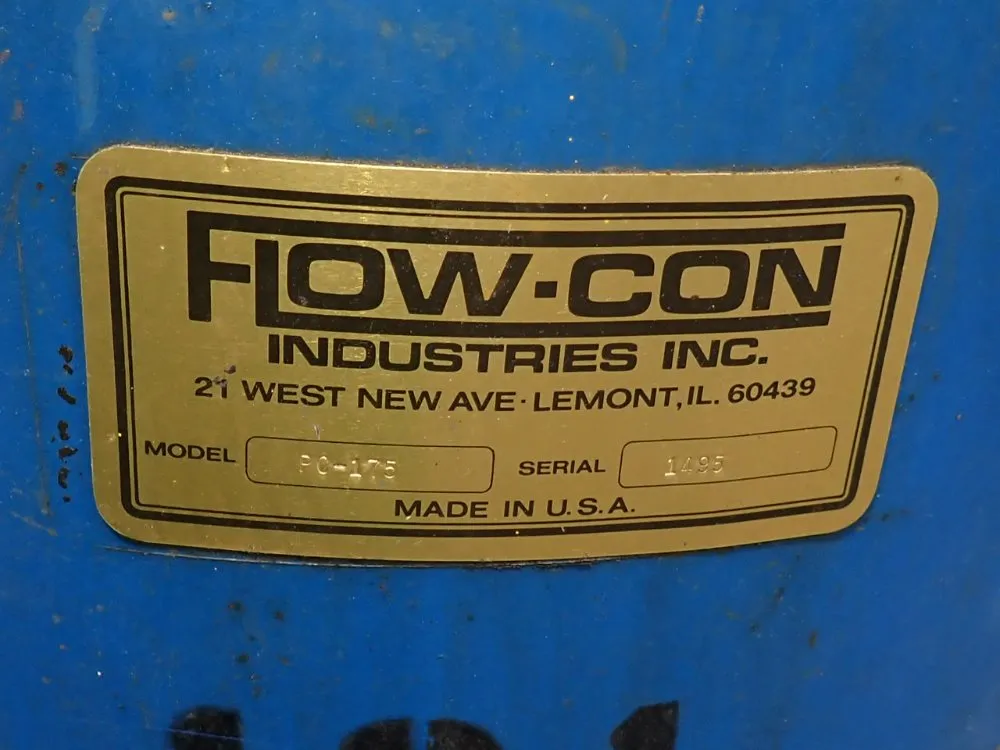 FLOW-CON
INDUSTRIES INC.
21 WEST NEW AVE · LEMONT, IL. 60439
MODEL PC-175 SERIAL 1495
MADE IN U.S.A.